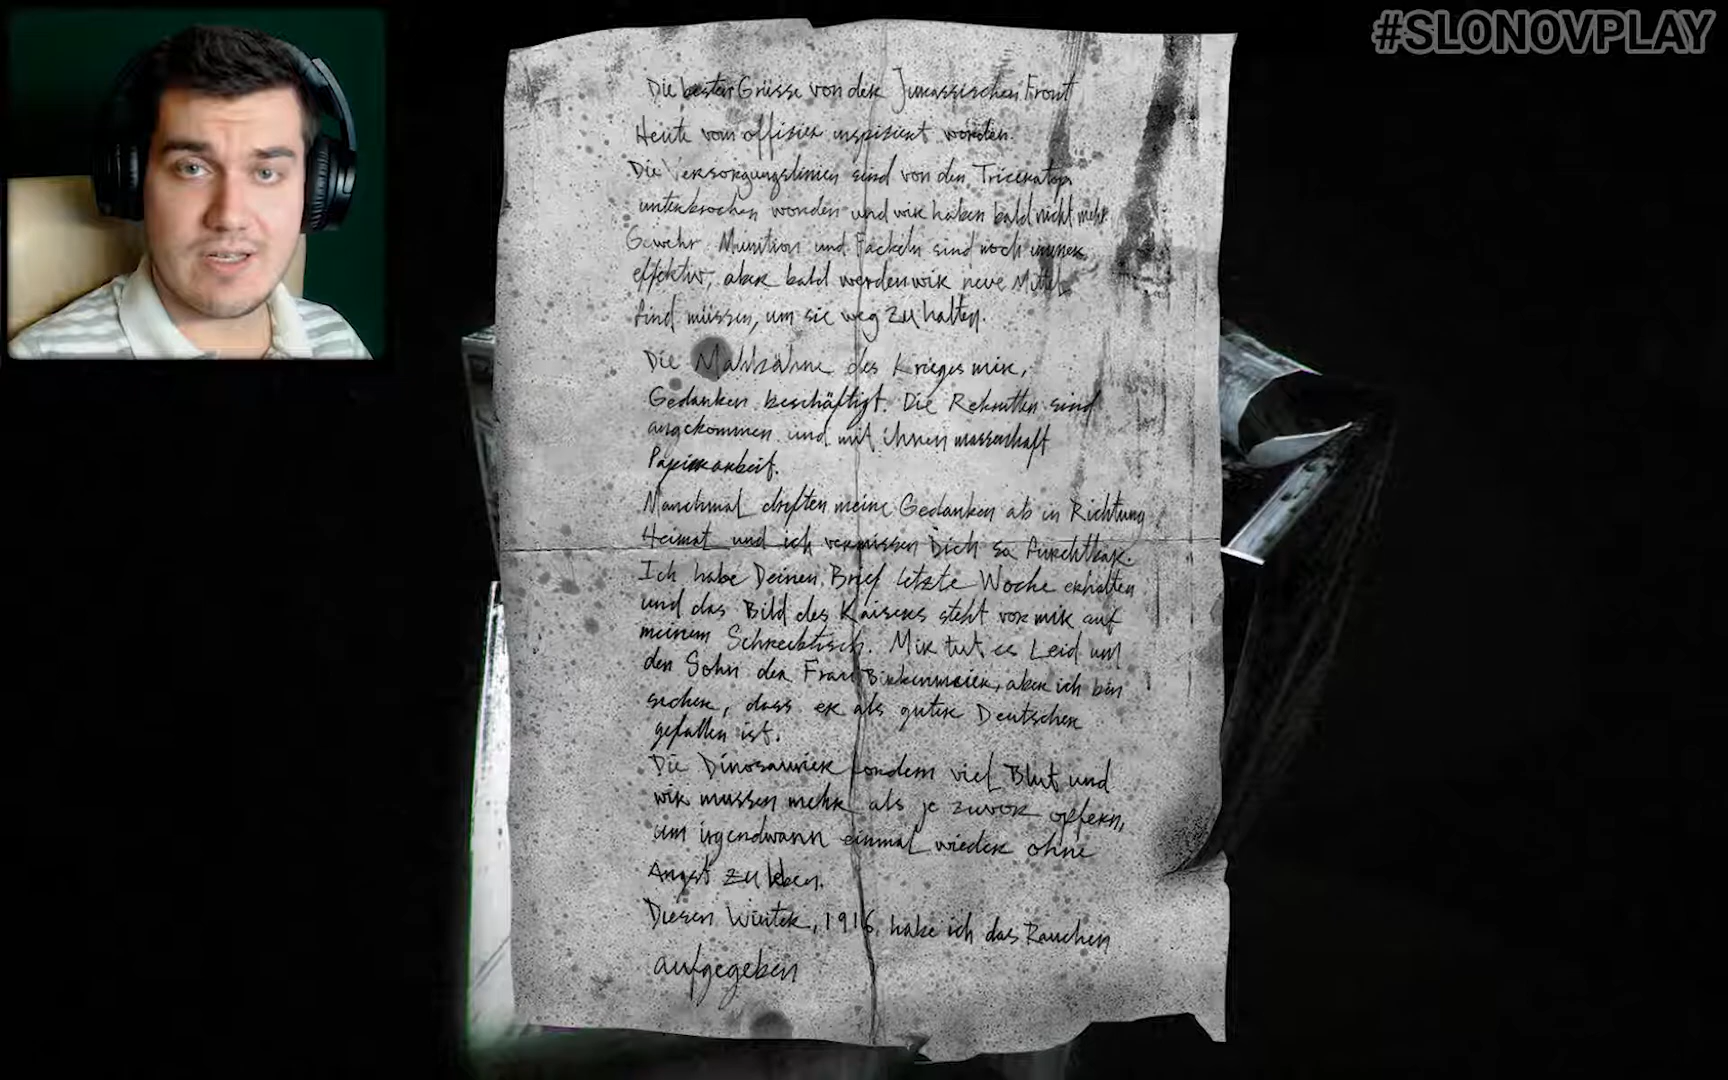 #SLONOVPLAY
Die besten Grüsse von der Jurassischen Front
Heute vom offizier inspiziert worden.
Die Versorgungslinien sind von den Triceratops
unterbrochen worden und wir haben bald nicht mehr
Gewehr. Munition und Fackeln sind noch immer
effektiv, aber bald werden wir neue Mittel
find müssen, um sie weg zu halten.
Die des Krieges mir,
Gedanken beschäftigt. Die Rekruten sind
angekommen und mit ihnen massenhaft
Papierarbeit.
Manchmal driften meine Gedanken ab in Richtung
Heimat und ich vermissen Dich so furchtbar.
Ich habe Deinen Brief letzte Woche erhalten
und das Bild des Kaisers steht vor mir auf
meinem Schreibtisch. Mir tut es Leid um
den Sohn der Frau Birkenmeier, aber ich bin
sicher, dass er als guter Deutscher
gefallen ist.
Die Dinosaurier fordern viel Blut und
wir mussen mehr als je zuvor opfern,
um irgendwann einmal wieder ohne
Angst zu leben.
Diesen Winter, 1916, habe ich das Rauchen
aufgegeben